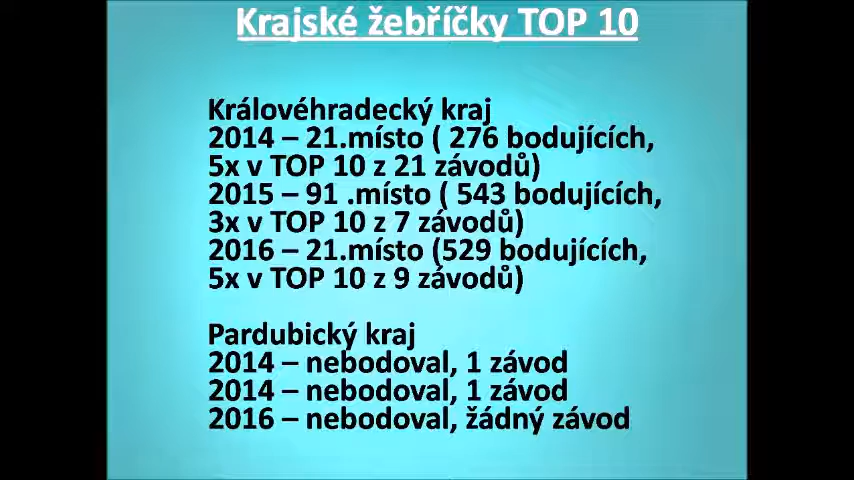 Krajské žebříčky TOP 10
Královéhradecký kraj
2014 – 21.místo ( 276 bodujících,
5x v TOP 10 z 21 závodů)
2015 – 91 .místo ( 543 bodujících,
3x v TOP 10 z 7 závodů)
2016 – 21.místo (529 bodujících,
5x v TOP 10 z 9 závodů)
Pardubický kraj
2014 – nebodoval, 1 závod
2014 – nebodoval, 1 závod
2016 – nebodoval, žádný závod